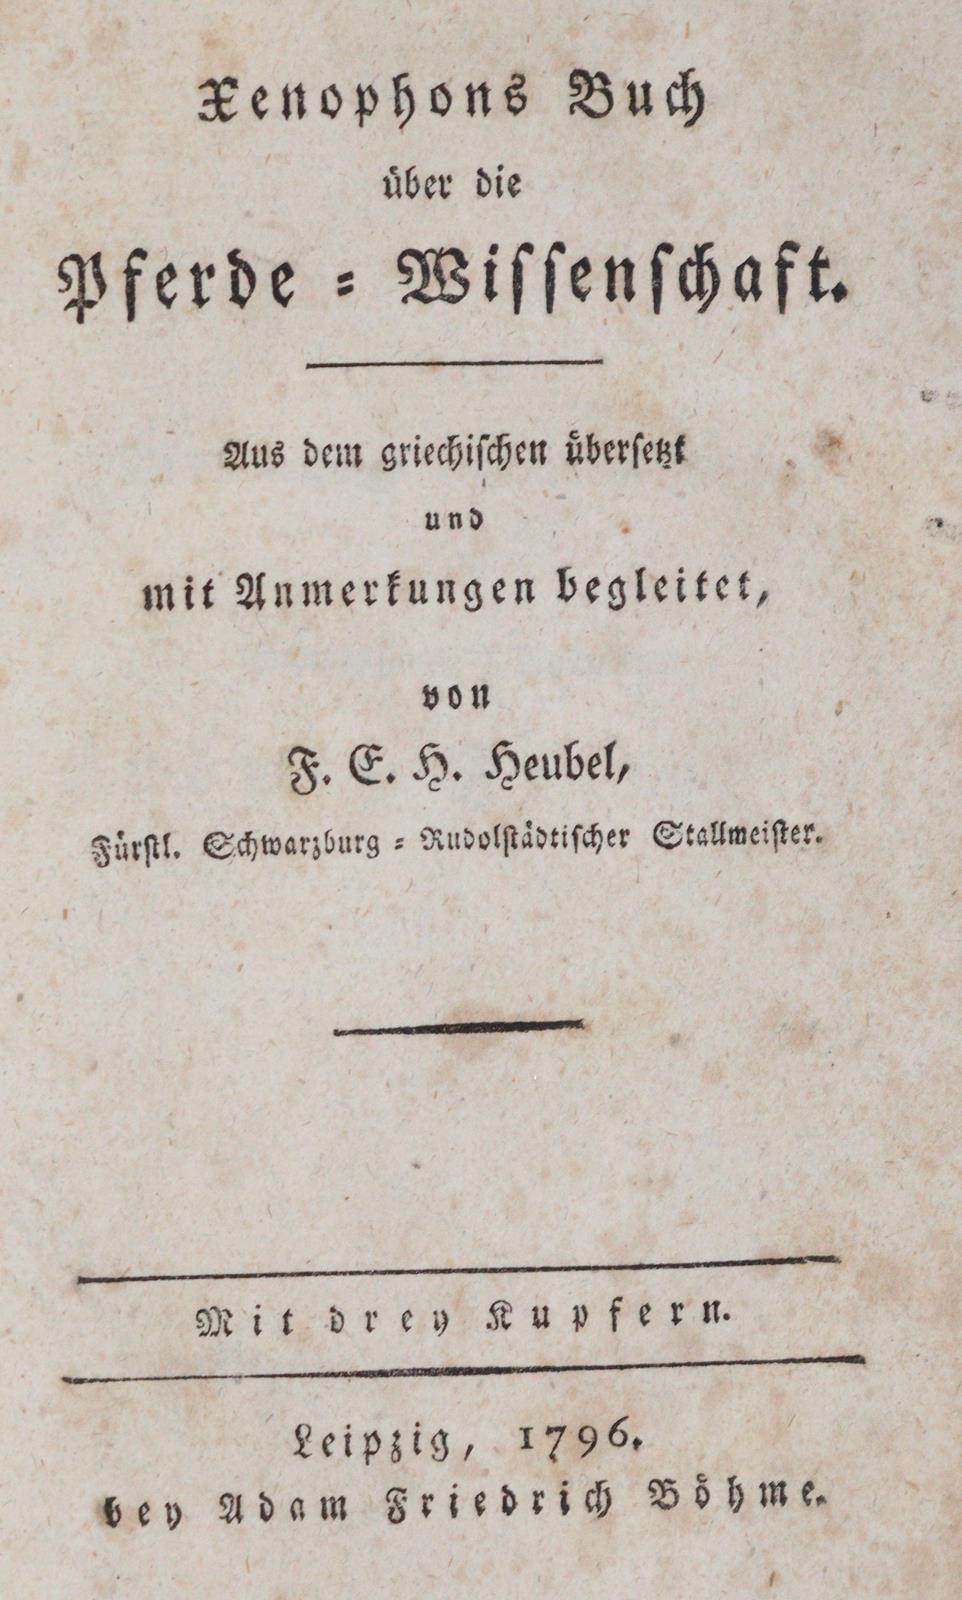 Xenophons Buch
über die
Pferde = Wiſſenſchaft.
Aus dem griechiſchen überſetzt
und
mit Anmerkungen begleitet,
von
F. E. H. Heubel,
Fürſtl. Schwarzburg = Rudolſtädtiſcher Stallmeiſter.
Mit drey Kupfern.
Leipzig, 1796.
bey Adam Friedrich Böhme.